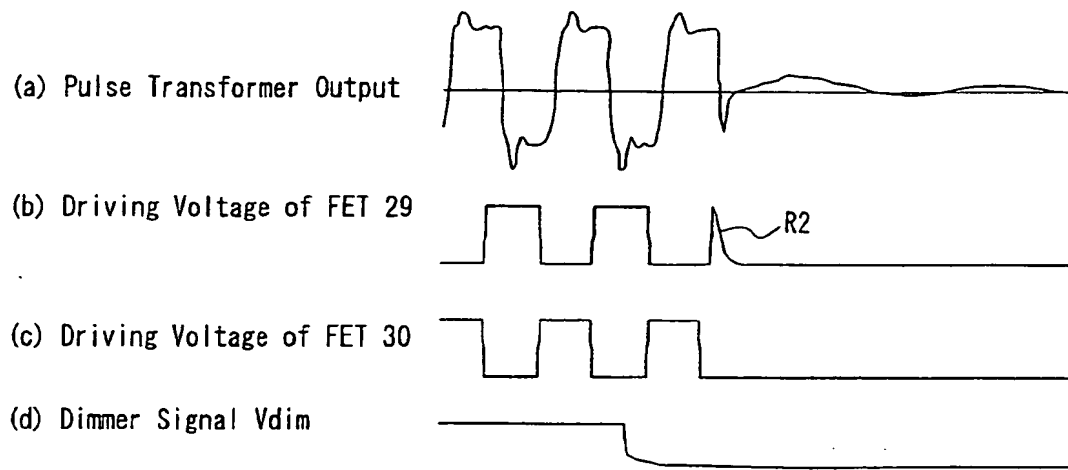 (a) Pulse Transformer Output
(b) Driving Voltage of FET 29
R2
(c) Driving Voltage of FET 30
(d) Dimmer Signal Vdim